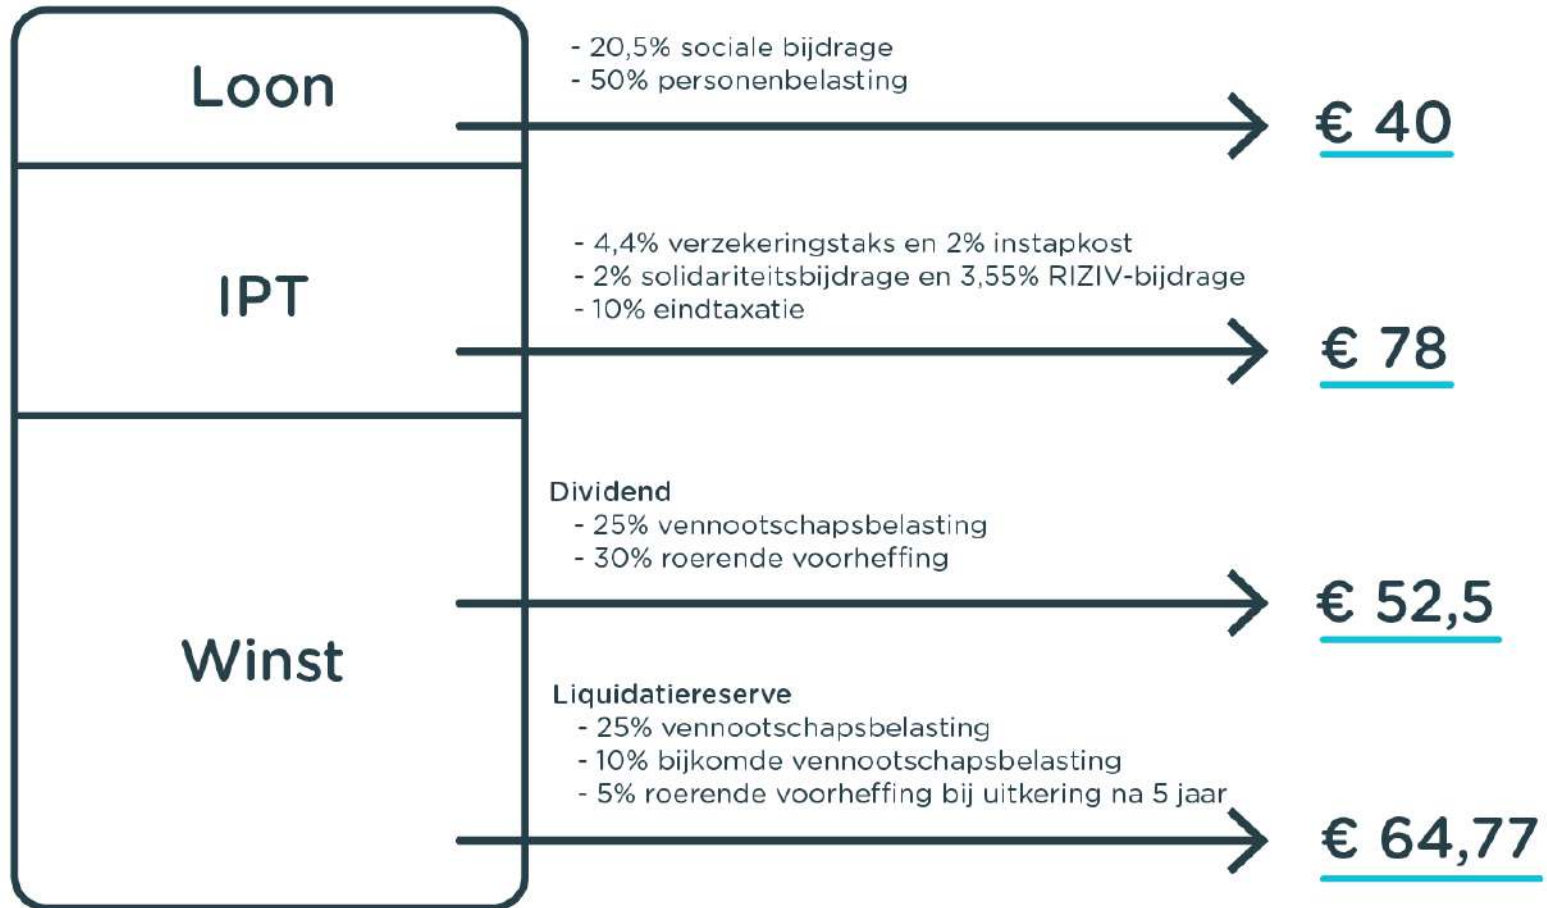 Loon
- 20,5% sociale bijdrage
- 50% personenbelasting
€ 40
IPT
- 4,4% verzekeringstaks en 2% instapkost
- 2% solidariteitsbijdrage en 3,55% RIZIV-bijdrage
- 10% eindtaxatie
€ 78
Winst
Dividend
- 25% vennootschapsbelasting
- 30% roerende voorheffing
€ 52,5
Liquidatiereserve
- 25% vennootschapsbelasting
- 10% bijkomde vennootschapsbelasting
- 5% roerende voorheffing bij uitkering na 5 jaar
€ 64,77